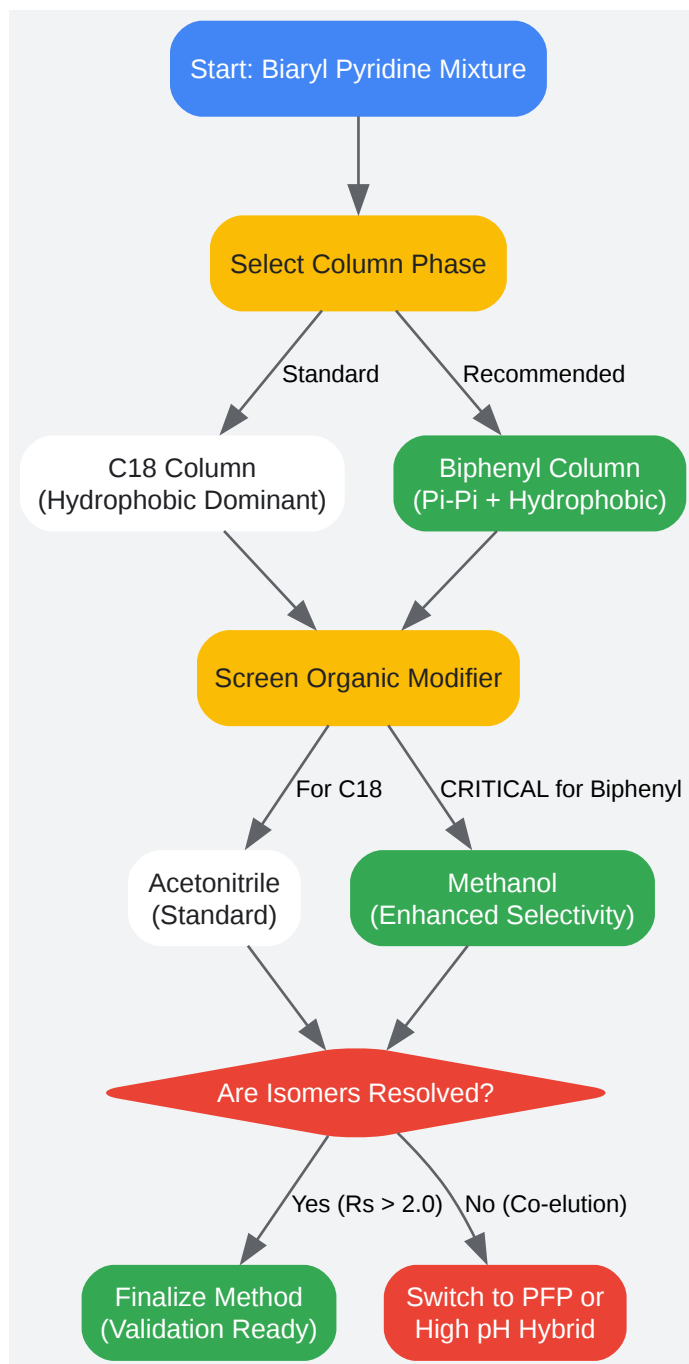 Start: Biaryl Pyridine Mixture
Select Column Phase
Standard
Recommended
C18 Column
(Hydrophobic Dominant)
Biphenyl Column
(Pi-Pi + Hydrophobic)
Screen Organic Modifier
For C18
CRITICAL for Biphenyl
Acetonitrile
(Standard)
Methanol
(Enhanced Selectivity)
Are Isomers Resolved?
Yes (Rs > 2.0)
No (Co-elution)
Finalize Method
(Validation Ready)
Switch to PFP or
High pH Hybrid